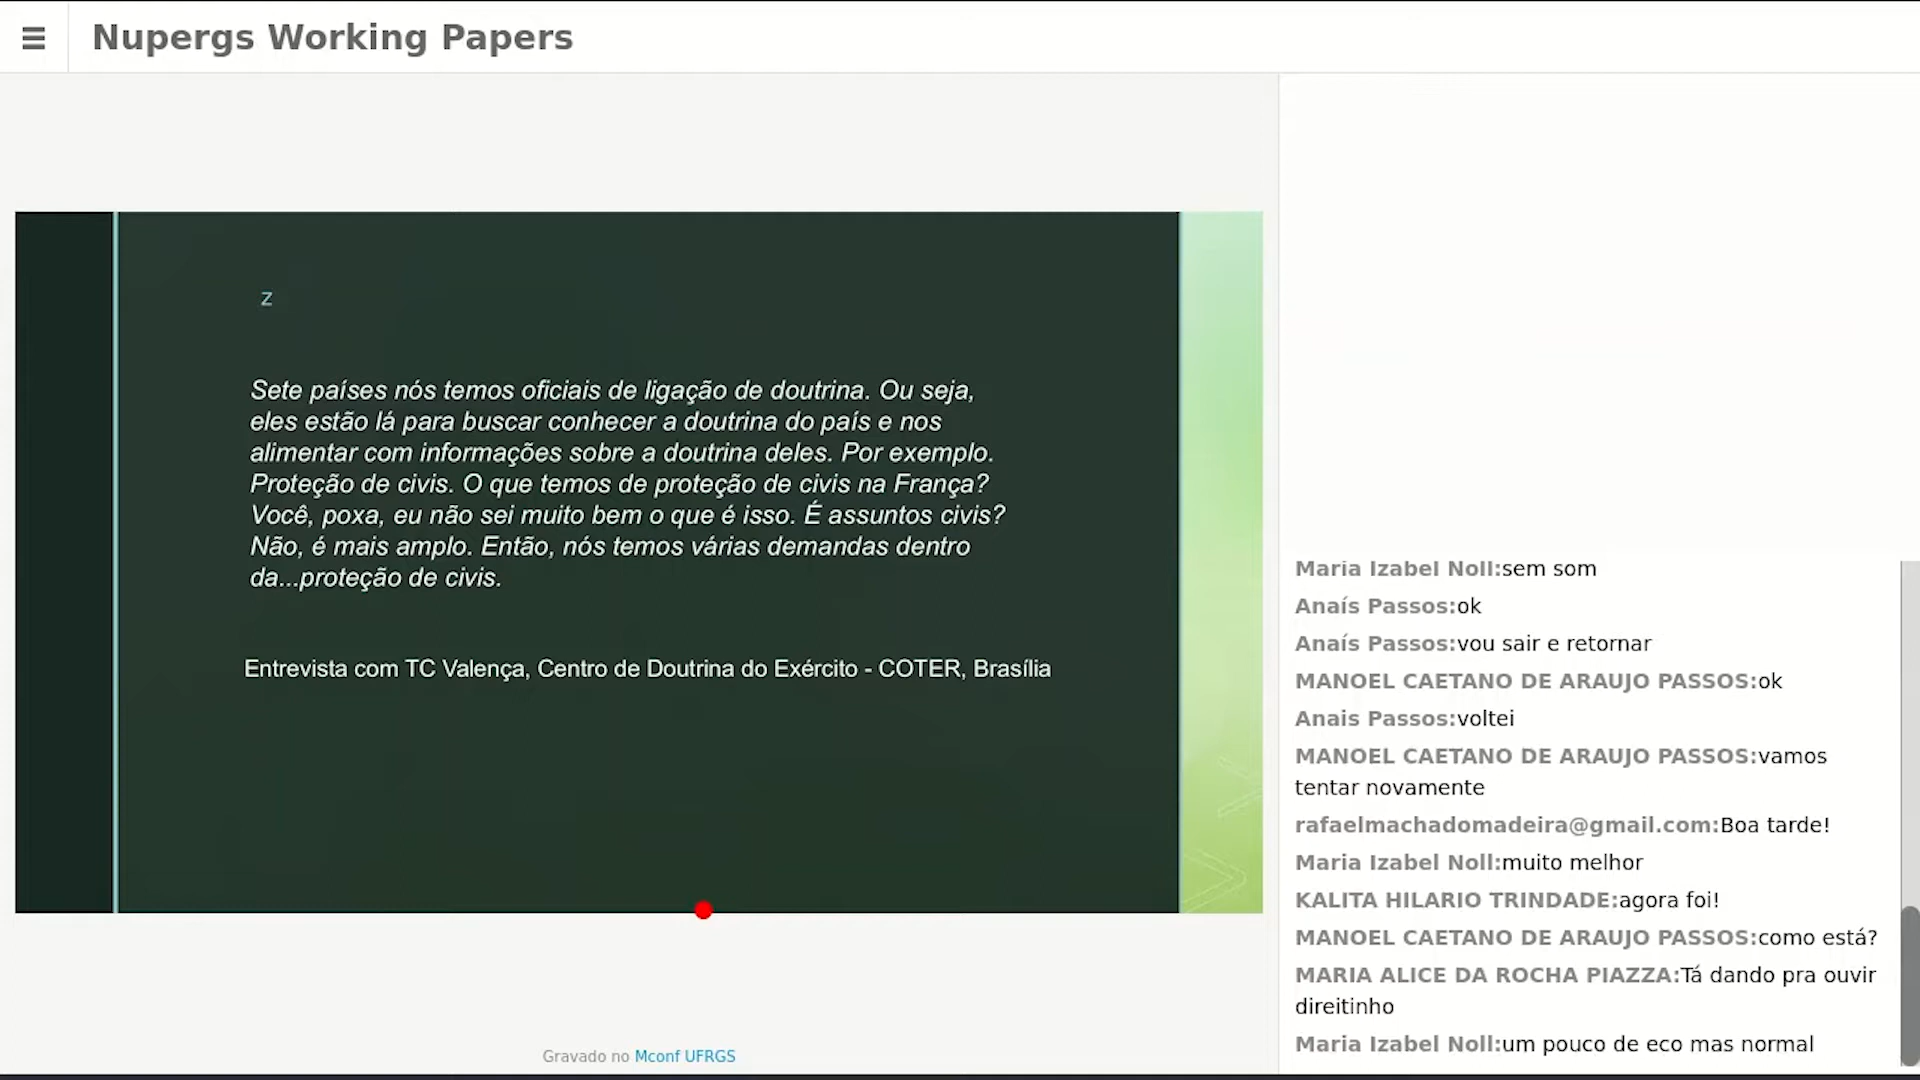 Nupergs Working Papers
z
Sete países nós temos oficiais de ligação de doutrina. Ou seja,
eles estão lá para buscar conhecer a doutrina do país e nos
alimentar com informações sobre a doutrina deles. Por exemplo.
Proteção de civis. O que temos de proteção de civis na França?
Você, poxa, eu não sei muito bem o que é isso. É assuntos civis?
Não, é mais amplo. Então, nós temos várias demandas dentro
da...proteção de civis.
Entrevista com TC Valença, Centro de Doutrina do Exército - COTER, Brasília
Gravado no Mconf UFRGS
Maria Izabel Noll:sem som
Anaís Passos:ok
Anaís Passos:vou sair e retornar
MANOEL CAETANO DE ARAUJO PASSOS:ok
Anais Passos:voltei
MANOEL CAETANO DE ARAUJO PASSOS:vamos
tentar novamente
rafaelmachadomadeira@gmail.com:Boa tarde!
Maria Izabel Noll:muito melhor
KALITA HILARIO TRINDADE:agora foi!
MANOEL CAETANO DE ARAUJO PASSOS:como está?
MARIA ALICE DA ROCHA PIAZZA:Tá dando pra ouvir
direitinho
Maria Izabel Noll:um pouco de eco mas normal